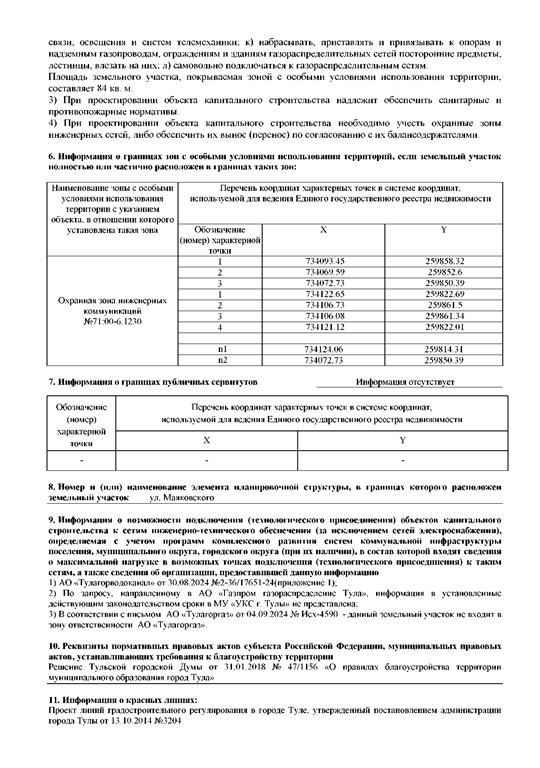 связи, освещения и систем телемеханики; к) набрасывать, приставлять и привязывать к опорам и
надземным газопроводам, ограждениям и зданиям газораспределительных сетей посторонние предметы,
лестницы, влезать на них; л) самовольно подключаться к газораспределительным сетям.
Площадь земельного участка, покрываемая зоной с особыми условиями использования территории,
составляет 84 кв. м.
3) При проектировании объекта капитального строительства надлежит обеспечить санитарные и
противопожарные нормативы.
4) При проектировании объекта капитального строительства необходимо учесть охранные зоны
инженерных сетей, либо обеспечить их вынос (перенос) по согласованию с их балансодержателями.
6. Информация о границах зон с особыми условиями использования территорий, если земельный участок
полностью или частично расположен в границах таких зон:
Наименование зоны с особыми
условиями использования
территории с указанием
объекта, в отношении которого
установлена такая зона
Перечень координат характерных точек в системе координат,
используемой для ведения Единого государственного реестра недвижимости
Обозначение
(номер) характерной
точки
X Y
Охранная зона инженерных
коммуникаций
№71:00-6.1230
1 734093.45 259858.32
2 734069.59 259852.6
3 734072.73 259850.39
1 734122.65 259822.69
2 734106.73 259861.5
3 734106.08 259861.34
4 734121.12 259822.01
n1 734124.06 259814.31
n2 734072.73 259850.39
7. Информация о границах публичных сервитутов Информация отсутствует
Обозначение
(номер)
характерной
точки
Перечень координат характерных точек в системе координат,
используемой для ведения Единого государственного реестра недвижимости
X Y
- - -
8. Номер и (или) наименование элемента планировочной структуры, в границах которого расположен
земельный участок ул. Маяковского
9. Информация о возможности подключения (технологического присоединения) объектов капитального
строительства к сетям инженерно-технического обеспечения (за исключением сетей электроснабжения),
определяемая с учетом программ комплексного развития систем коммунальной инфраструктуры
поселения, муниципального округа, городского округа (при их наличии), в состав которой входят сведения
о максимальной нагрузке в возможных точках подключения (технологического присоединения) к таким
сетям, а также сведения об организации, предоставившей данную информацию
1) АО «Тулагорводоканал» от 30.08.2024 №2-36/17651-24(приложение 1);
2) По запросу, направленному в АО «Газпром газораспределение Тула», информация в установленные
действующим законодательством сроки в МУ «УКС г. Тулы» не представлена;
3) В соответствии с письмом АО «Тулагоргаз» от 04.09.2024 № Исх-4590 - данный земельный участок не входит в
зону ответственности АО «Тулагоргаз».
10. Реквизиты нормативных правовых актов субъекта Российской Федерации, муниципальных правовых
актов, устанавливающих требования к благоустройству территории
Решение Тульской городской Думы от 31.01.2018 № 47/1156 «О правилах благоустройства территории
муниципального образования город Тула»
11. Информация о красных линиях:
Проект линий градостроительного регулирования в городе Туле, утвержденный постановлением администрации
города Тулы от 13.10.2014 №3204